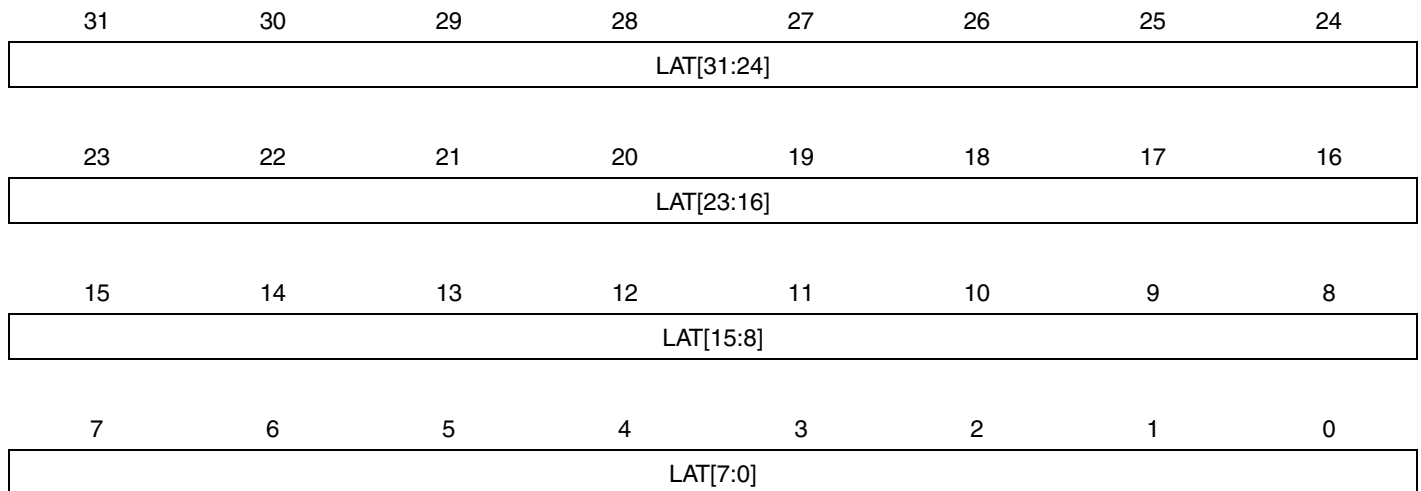 31 30 29 28 27 26 25 24
LAT[31:24]
23 22 21 20 19 18 17 16
LAT[23:16]
15 14 13 12 11 10 9 8
LAT[15:8]
7 6 5 4 3 2 1 0
LAT[7:0]